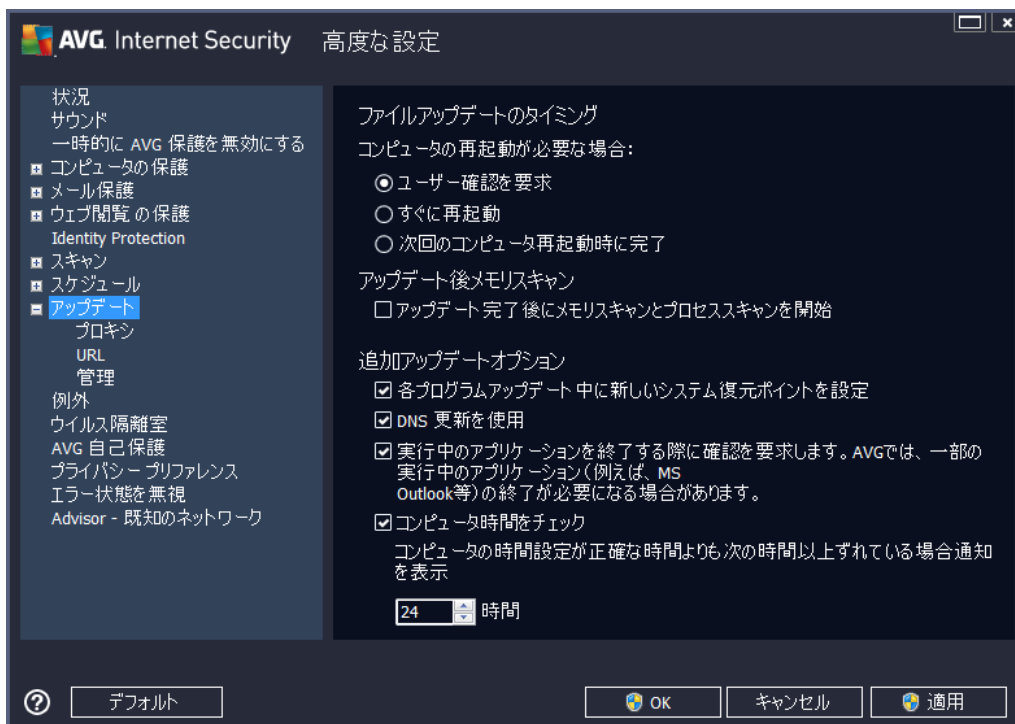 AVG. Internet Security 高度な設定
状況
サウンド
一時的に AVG 保護を無効にする
コンピュータの保護
メール保護
ウェブ閲覧 の保護
Identity Protection
スキャン
スケジュール
アップデート
プロキシ
URL
管理
例外
ウイルス隔離室
AVG 自己保護
プライバシー プリファレンス
エラー状態を無視
Advisor - 既知のネットワーク
ファイルアップデートのタイミング
コンピュータの再起動が必要な場合:
ユーザー確認を要求
すぐに再起動
次回のコンピュータ再起動時に完了
アップデート後メモリスキャン
アップデート完了後にメモリスキャンとプロセススキャンを開始
追加アップデートオプション
各プログラムアップデート中に新しいシステム復元ポイントを設定
DNS 更新を使用
実行中のアプリケーションを終了する際に確認を要求します。AVGでは、一部の
実行中のアプリケーション(例えば、MS
Outlook等)の終了が必要になる場合があります。
コンピュータ時間をチェック
コンピュータの時間設定が正確な時間よりも次の時間以上ずれている場合通知
を表示
24 時間
デフォルト
OK
キャンセル
適用